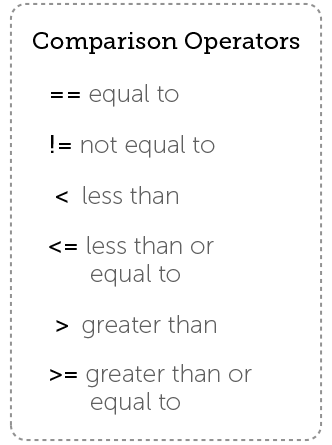 Comparison Operators
== equal to
!= not equal to
< less than
<= less than or
equal to
> greater than
>= greater than or
equal to